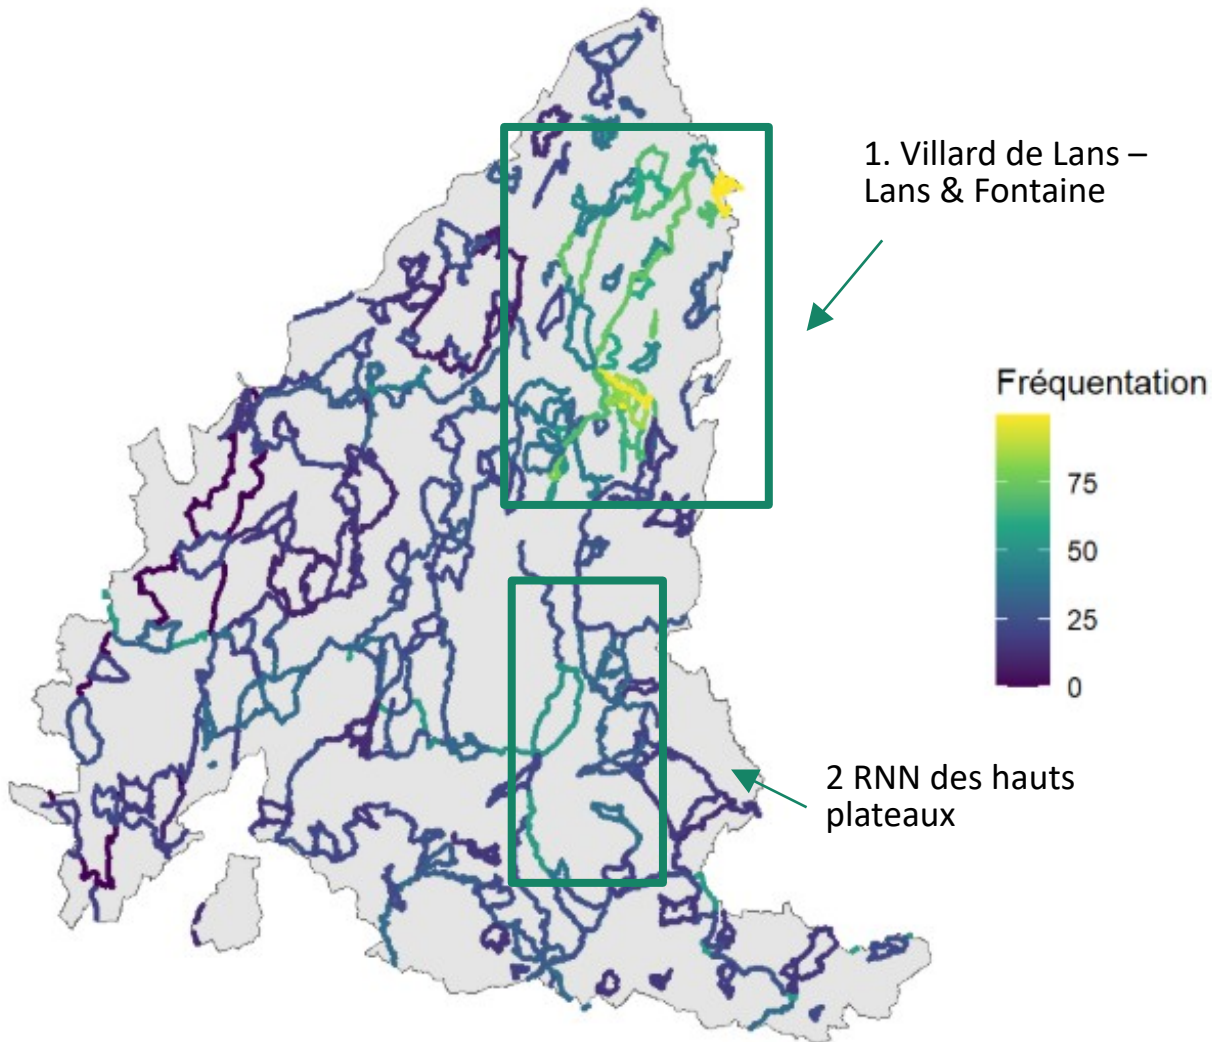 1. Villard de Lans –
Lans & Fontaine
Fréquentation
75
50
25
0
2 RNN des hauts
plateaux